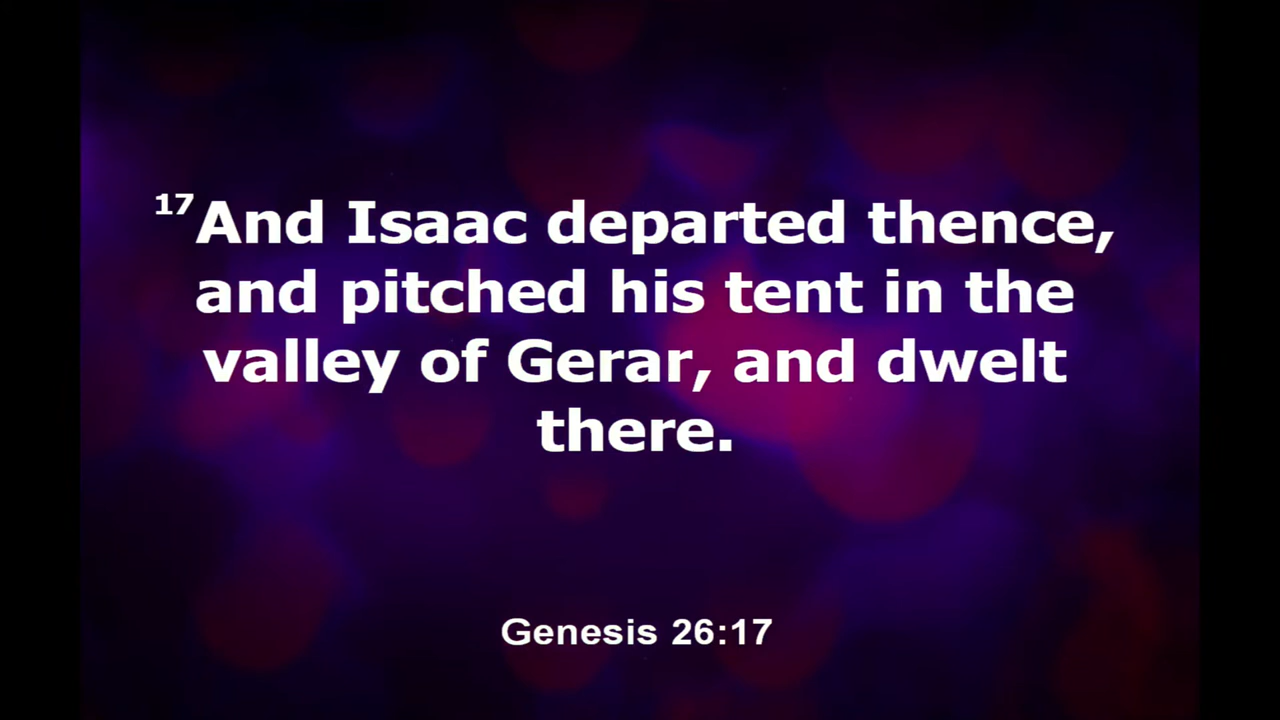 17And Isaac departed thence,
and pitched his tent in the
valley of Gerar, and dwelt
there.
Genesis 26:17